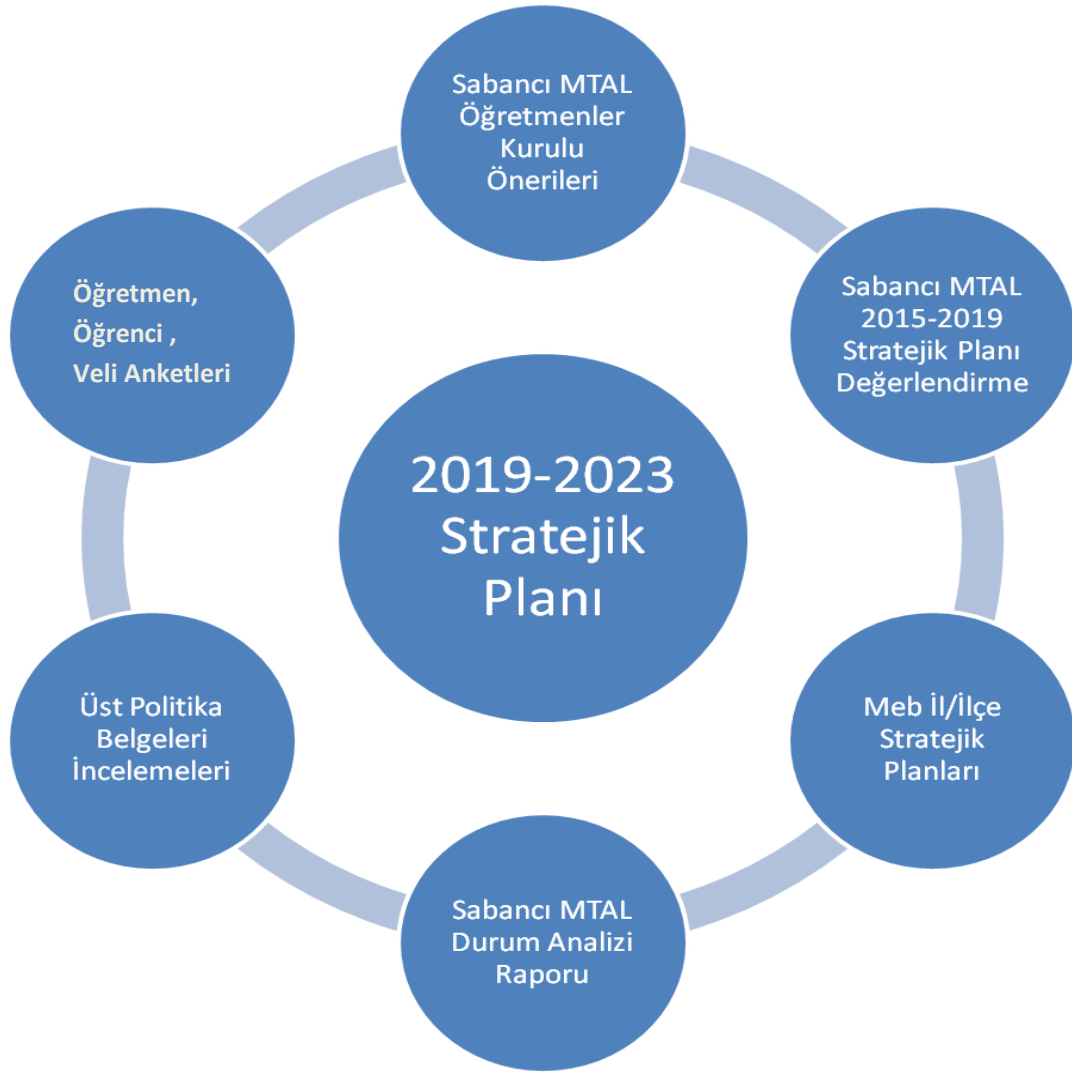 Sabancı MTAL
Öğretmenler
Kurulu
Önerileri
Sabancı MTAL
2015-2019
Stratejik Planı
Değerlendirme
Meb İl/İlçe
Stratejik
Planları
Sabancı MTAL
Durum Analizi
Raporu
Üst Politika
Belgeleri
İncelemeleri
Öğretmen,
Öğrenci ,
Veli Anketleri
2019-2023
Stratejik
Planı